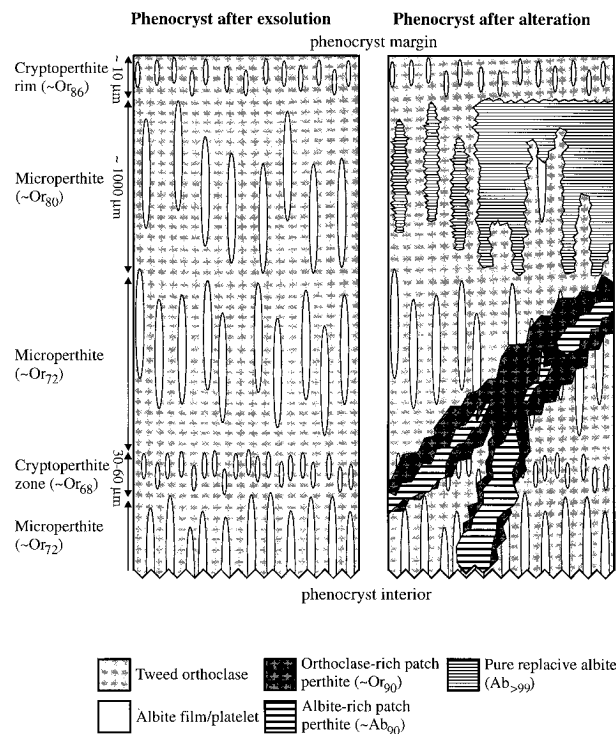 Phenocryst after exsolution
Phenocryst after alteration
phenocryst margin
Cryptoperthite
rim (~Or86)
~ 10 µm
Microperthite
(~Or80)
~ 1000 µm
Microperthite
(~Or72)
Cryptoperthite
zone (~Or68)
30-60 µm
Microperthite
(~Or72)
phenocryst interior
Tweed orthoclase
Orthoclase-rich patch
perthite (~Or90)
Pure replacive albite
(Ab>99)
Albite film/platelet
Albite-rich patch
perthite (~Ab90)